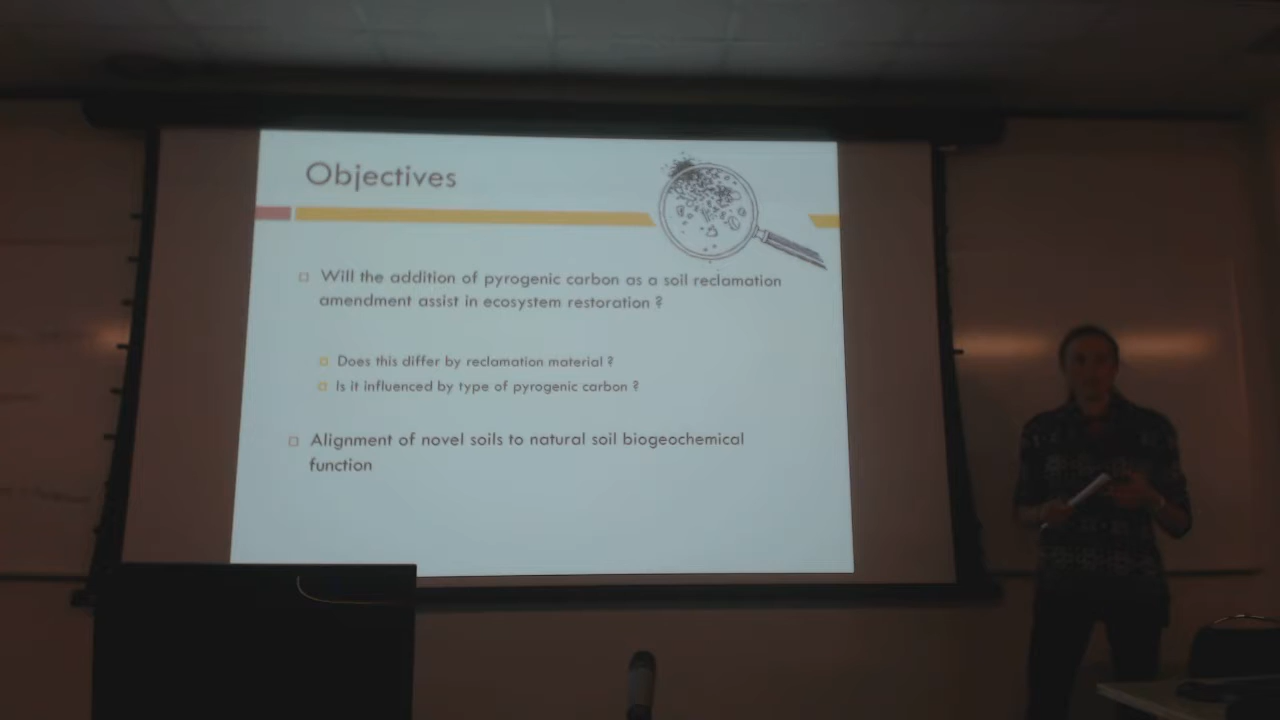 Objectives
Will the addition of pyrogenic carbon as a soil reclamation
amendment assist in ecosystem restoration ?
Does this differ by reclamation material ?
Is it influenced by type of pyrogenic carbon ?
Alignment of novel soils to natural soil biogeochemical
function